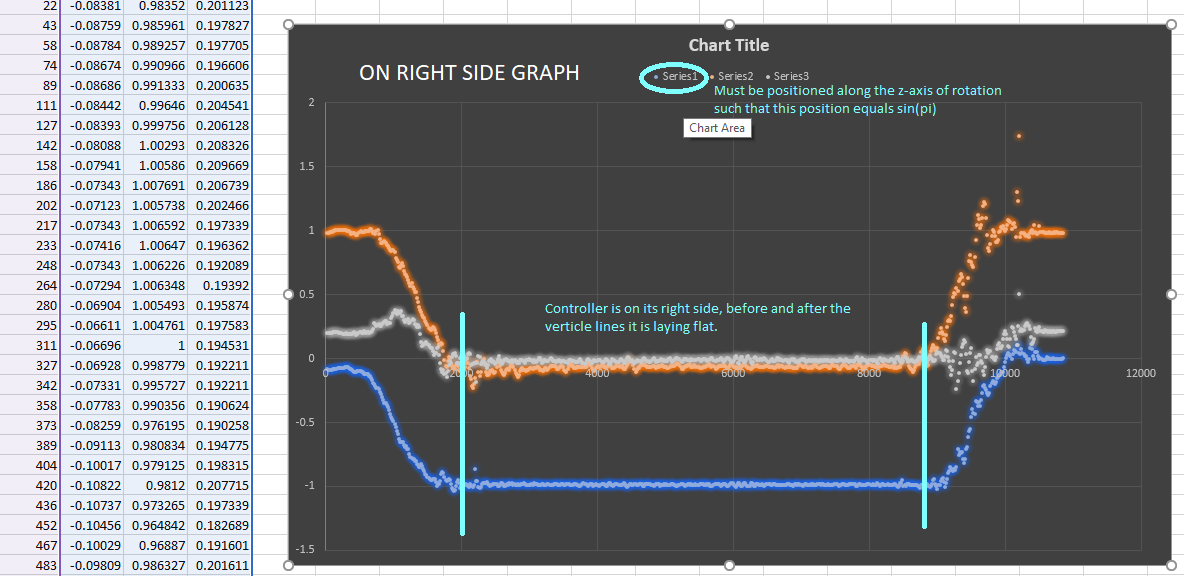 22 -0.08381 0.98352 0.201123
43 -0.08759 0.985961 0.197827
58 -0.08784 0.989257 0.197705
74 -0.08674 0.990966 0.196606
89 -0.08686 0.991333 0.200635
111 -0.08442 0.99646 0.204541
127 -0.08393 0.999756 0.206128
142 -0.08088 1.00293 0.208326
158 -0.07941 1.00586 0.209669
186 -0.07343 1.007691 0.206739
202 -0.07123 1.005738 0.202466
217 -0.07343 1.006592 0.197339
233 -0.07416 1.00647 0.196362
248 -0.07343 1.006226 0.192089
264 -0.07294 1.006348 0.19392
280 -0.06904 1.005493 0.195874
295 -0.06611 1.004761 0.197583
311 -0.06696 1 0.194531
327 -0.06928 0.998779 0.192211
342 -0.07331 0.995727 0.192211
358 -0.07783 0.990356 0.190624
373 -0.08259 0.976195 0.190258
389 -0.09113 0.980834 0.194775
404 -0.10017 0.979125 0.198315
420 -0.10822 0.9812 0.207715
436 -0.10737 0.973265 0.197339
452 -0.10456 0.964842 0.182689
467 -0.10029 0.96887 0.191601
483 -0.09809 0.986327 0.201611
Chart Title
ON RIGHT SIDE GRAPH
Series1 Series2 Series3
Must be positioned along the z-axis of rotation
such that this position equals sin(pi)
Chart Area
2
1.5
1
0.5
Controller is on its right side, before and after the
verticle lines it is laying flat.
0
0 2000 4000 6000 8000 10000 12000
-0.5
-1
-1.5